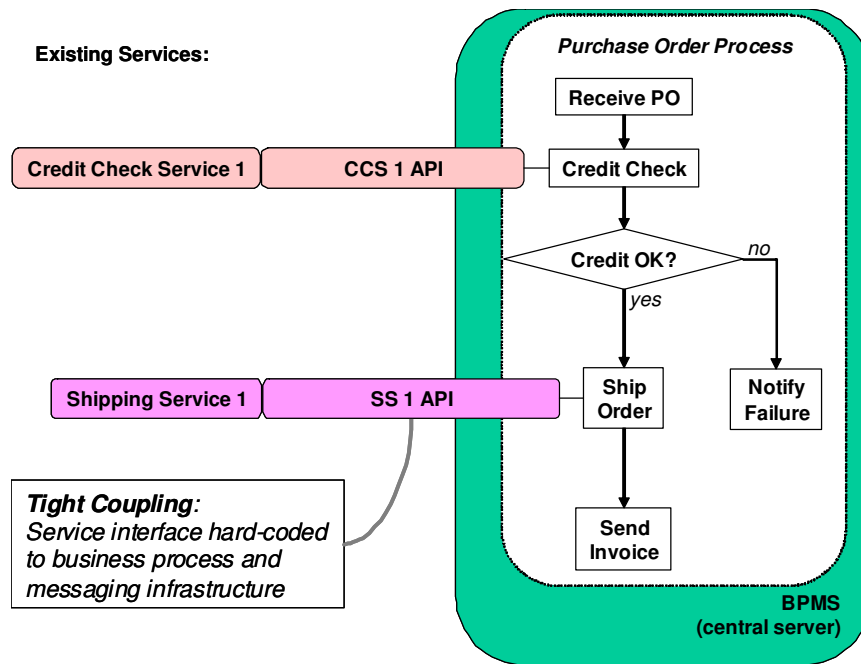 Existing Services:
Purchase Order Process
Receive PO
Credit Check Service 1
CCS 1 API
Credit Check
Credit OK?
no
yes
Shipping Service 1
SS 1 API
Ship
Order
Notify
Failure
Tight Coupling:
Service interface hard-coded
to business process and
messaging infrastructure
Send
Invoice
BPMS
(central server)